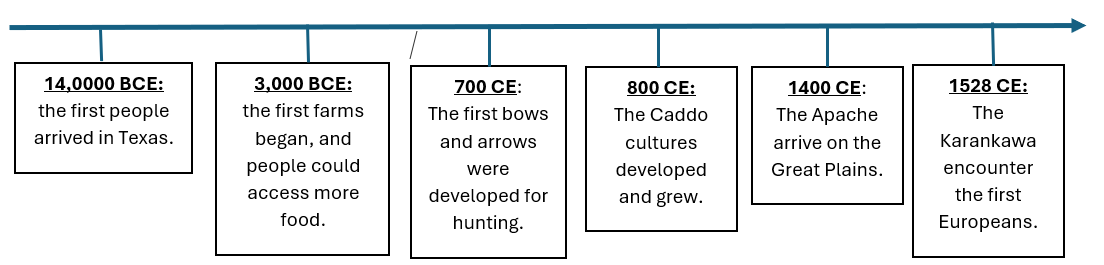 14,0000 BCE:
the first people
arrived in Texas.
3,000 BCE:
the first farms
began, and
people could
access more
food.
700 CE:
The first bows
and arrows
were
developed for
hunting.
800 CE:
The Caddo
cultures
developed
and grew.
1400 CE:
The Apache
arrive on the
Great Plains.
1528 CE:
The
Karankawa
encounter
the first
Europeans.